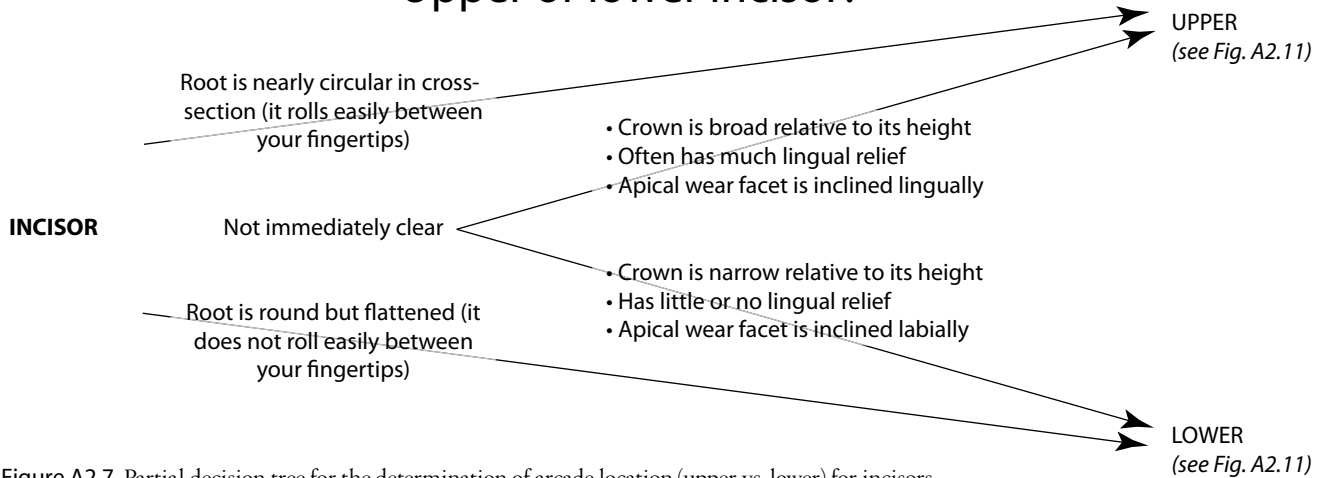 Upper or lower incisor?
UPPER
(see Fig. A2.11)
Root is nearly circular in cross-
section (it rolls easily between
your fingertips)
• Crown is broad relative to its height
• Often has much lingual relief
• Apical wear facet is inclined lingually
INCISOR
Not immediately clear
• Crown is narrow relative to its height
• Has little or no lingual relief
• Apical wear facet is inclined labially
Root is round but flattened (it
does not roll easily between
your fingertips)
LOWER
(see Fig. A2.11)
Figure A2.7 Partial decision tree for the determination of arcade location (upper vs. lower) for incisors